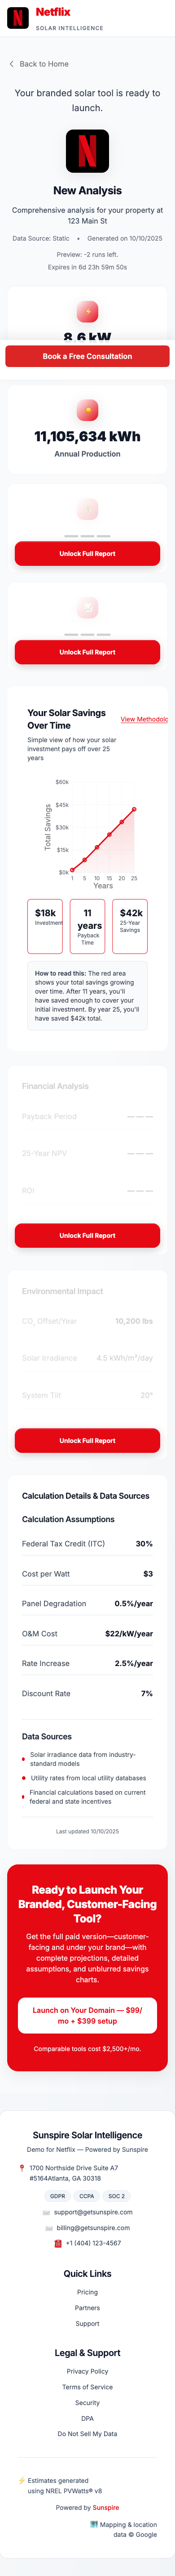 Netflix
SOLAR INTELLIGENCE
Back to Home
Your branded solar tool is ready to
launch.
New Analysis
Comprehensive analysis for your property at
123 Main St
Data Source: Static • Generated on 10/10/2025
Preview: -2 runs left.
Expires in 6d 23h 59m 50s
8.6 kW
Book a Free Consultation
11,105,634 kWh
Annual Production
Unlock Full Report
Unlock Full Report
Your Solar Savings
Over Time
View Methodolo
Simple view of how your solar
investment pays off over 25
years
Total Savings
$60k
$45k
$30k
$15k
$0k
1 5 10 15 20 25
Years
$18k
Investment
11
years
Payback
Time
$42k
25-Year
Savings
How to read this: The red area
shows your total savings growing
over time. After 11 years, you'll
have saved enough to cover your
initial investment. By year 25, you'll
have saved $42k total.
Financial Analysis
Payback Period
25-Year NPV
ROI
Unlock Full Report
Environmental Impact
CO₂ Offset/Year 10,200 lbs
Solar Irradiance 4.5 kWh/m²/day
System Tilt 20°
Unlock Full Report
Calculation Details & Data Sources
Calculation Assumptions
Federal Tax Credit (ITC) 30%
Cost per Watt $3
Panel Degradation 0.5%/year
O&M Cost $22/kW/year
Rate Increase 2.5%/year
Discount Rate 7%
Data Sources
Solar irradiance data from industry-
standard models
Utility rates from local utility databases
Financial calculations based on current
federal and state incentives
Last updated 10/10/2025
Ready to Launch Your
Branded, Customer-Facing
Tool?
Get the full paid version—customer-
facing and under your brand—with
complete projections, detailed
assumptions, and unblurred savings
charts.
Launch on Your Domain — $99/
mo + $399 setup
Comparable tools cost $2,500+/mo.
Sunspire Solar Intelligence
Demo for Netflix — Powered by Sunspire
1700 Northside Drive Suite A7
#5164Atlanta, GA 30318
GDPR CCPA SOC 2
support@getsunspire.com
billing@getsunspire.com
+1 (404) 123-4567
Quick Links
Pricing
Partners
Support
Legal & Support
Privacy Policy
Terms of Service
Security
DPA
Do Not Sell My Data
Estimates generated
using NREL PVWatts® v8
Powered by Sunspire
Mapping & location
data © Google